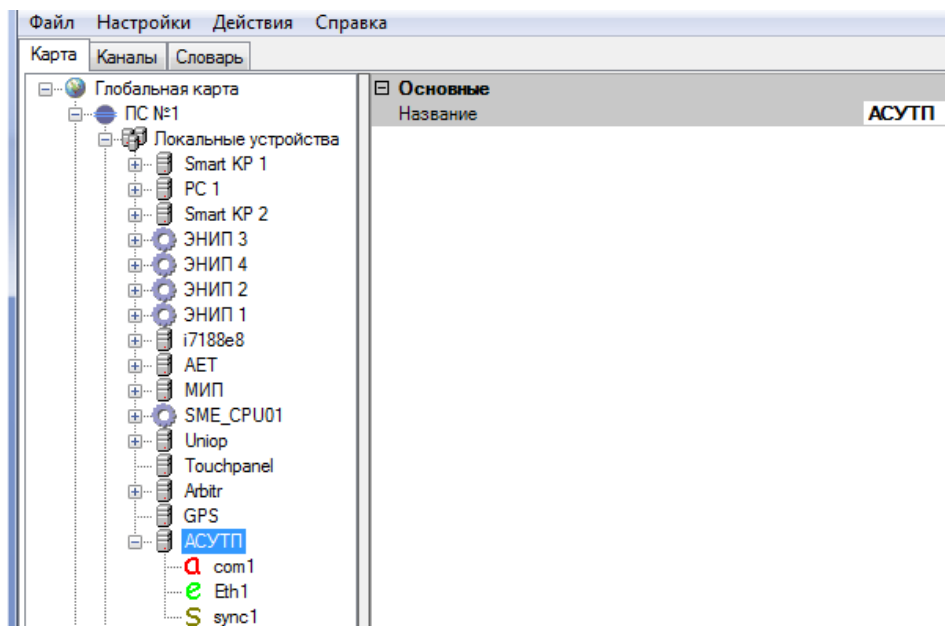 Файл Настройки Действия Справка
Карта Каналы Словарь
Глобальная карта
ПС №1
Локальные устройства
Smart KP 1
PC 1
Smart KP 2
ЭНИП 3
ЭНИП 4
ЭНИП 2
ЭНИП 1
i7188e8
АЕТ
МИП
SME_CPU01
Uniop
Touchpanel
Arbitr
GPS
АСУТП
a com1
e Eth1
S sync1
Основные
Название АСУТП